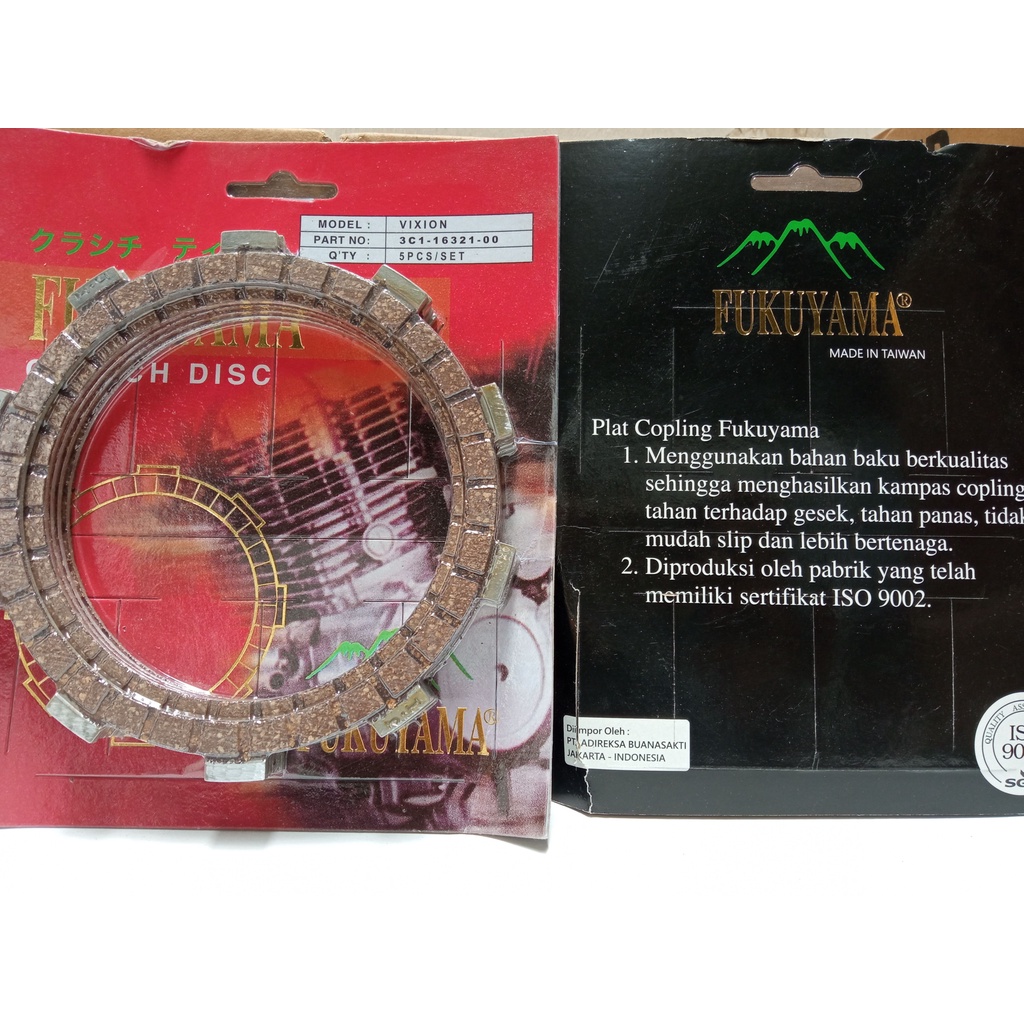 MODEL : VIXION
PART NO: 3C1-16321-00
Q'TY : 5PCS/SET
クラシチ ティ
DISC
FUKUYAMA®
FUKUYAMA®
MADE IN TAIWAN
Plat Copling Fukuyama
1. Menggunakan bahan baku berkualitas
sehingga menghasilkan kampas copling
tahan terhadap gesek, tahan panas, tidak
mudah slip dan lebih bertenaga.
2. Diproduksi oleh pabrik yang telah
memiliki sertifikat ISO 9002.
Diimpor Oleh :
PT. ADIREKSA BUANASAKTI
JAKARTA - INDONESIA
QUALITY